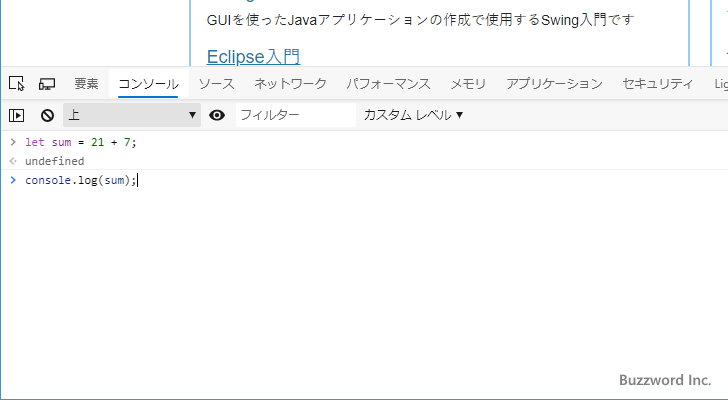 GUIを使ったJavaアプリケーションの作成で使用するSwing入門です
Eclipse入門
要素 コンソール ソース ネットワーク パフォーマンス メモリ アプリケーション セキュリティ Lig
上 フィルター カスタム レベル
let sum = 21 + 7;
undefined
console.log(sum);
Buzzword Inc.